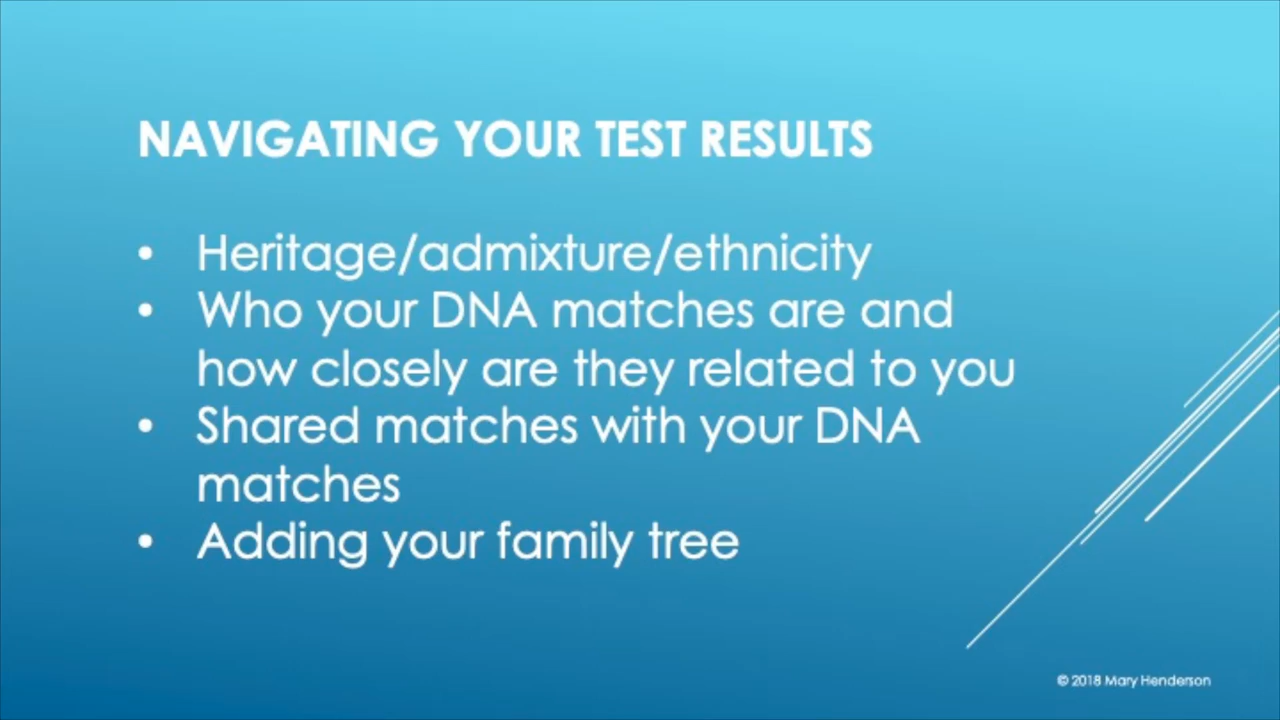 NAVIGATING YOUR TEST RESULTS
• Heritage/admixture/ethnicity
• Who your DNA matches are and
how closely are they related to you
• Shared matches with your DNA
matches
• Adding your family tree
© 2018 Mary Henderson